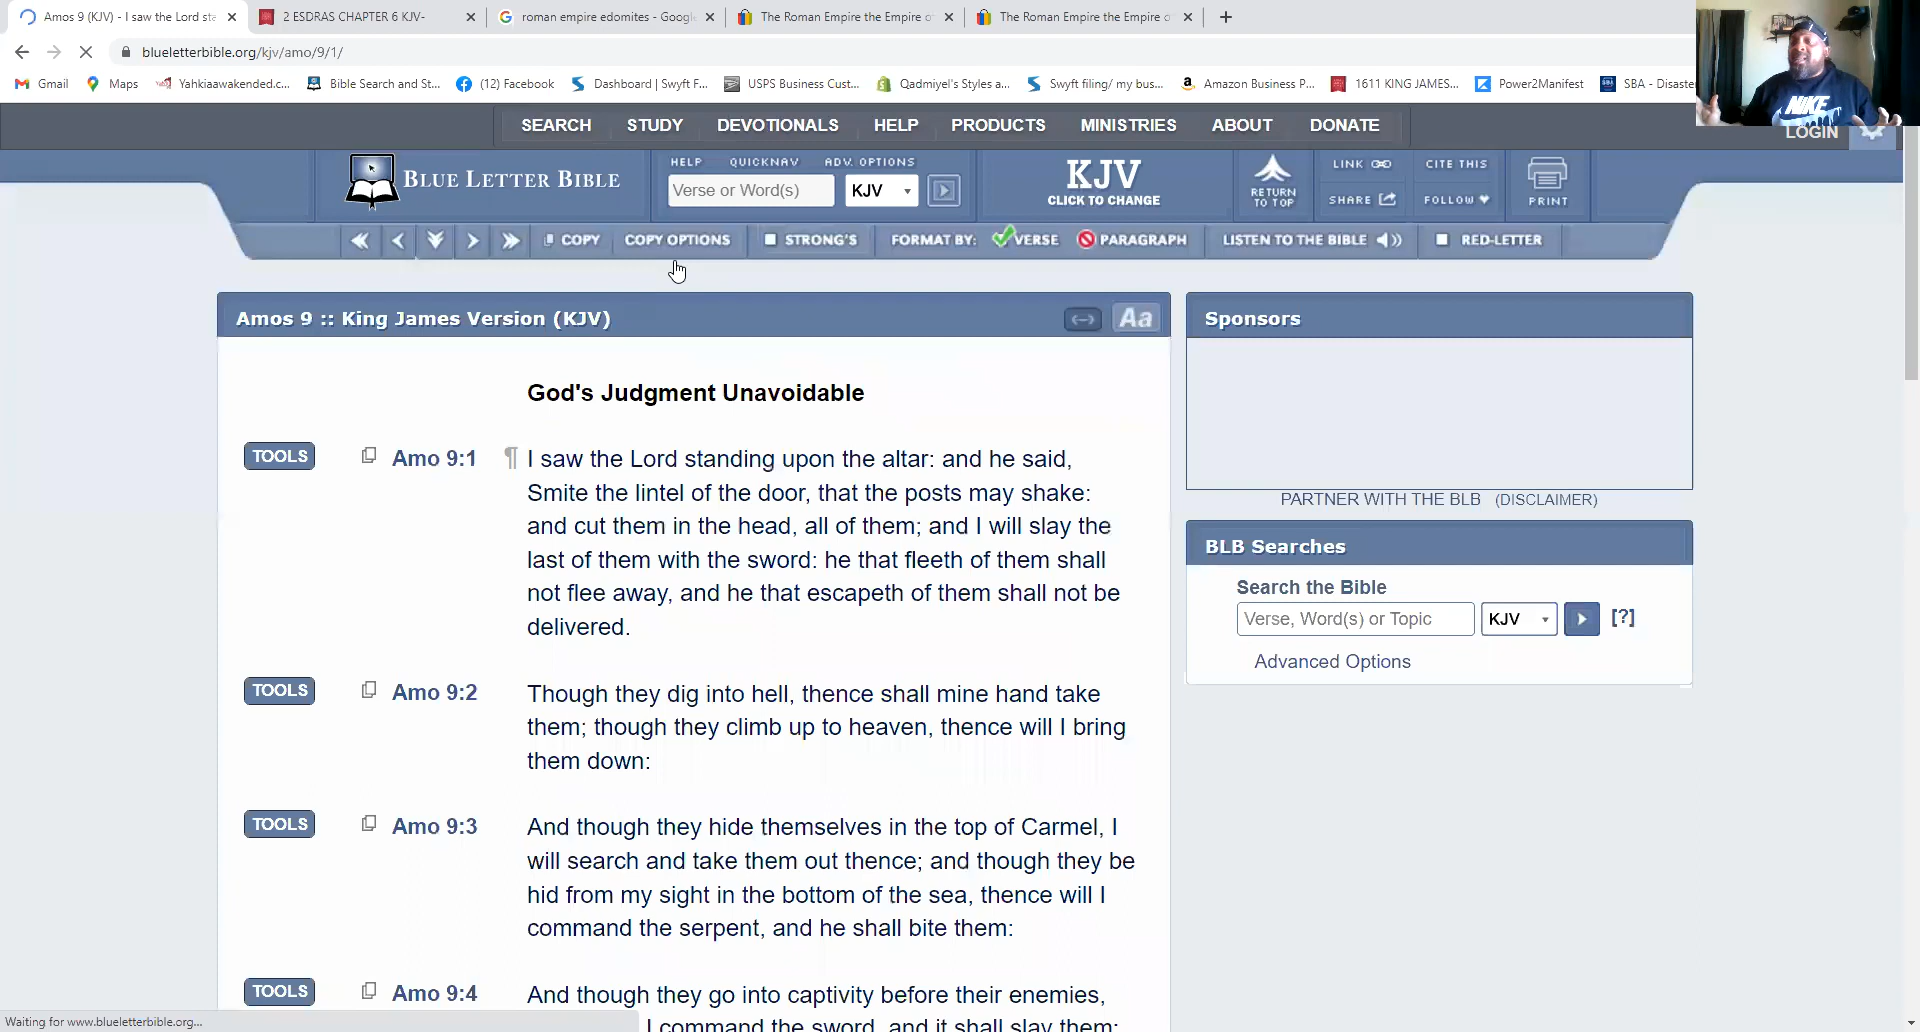 Amos 9 (KJV) - I saw the Lord sta
2 ESDRAS CHAPTER 6 KJV-
roman empire edomites - Google
The Roman Empire the Empire o
The Roman Empire the Empire o
blueletterbible.org/kjv/amo/9/1/
Gmail
Maps
Yahkiaawakended.c...
Bible Search and St...
(12) Facebook
Dashboard | Swyft F...
USPS Business Cust...
Qadmiyel's Styles a...
Swyft filing/ my bus...
Amazon Business P...
1611 KING JAMES...
Power2Manifest
SBA - Disaste
NIKE
SEARCH
STUDY
DEVOTIONALS
HELP
PRODUCTS
MINISTRIES
ABOUT
DONATE
LOGIN
BLUE LETTER BIBLE
HELP
QUICKNAV
ADV. OPTIONS
Verse or Word(s)
KJV
KJV
CLICK TO CHANGE
RETURN
TO TOP
LINK
CITE THIS
SHARE
FOLLOW
PRINT
COPY
COPY OPTIONS
STRONG'S
FORMAT BY:
VERSE
PARAGRAPH
LISTEN TO THE BIBLE
RED-LETTER
Amos 9 :: King James Version (KJV)
Aa
God's Judgment Unavoidable
TOOLS
Amo 9:1
¶ I saw the Lord standing upon the altar: and he said,
Smite the lintel of the door, that the posts may shake:
and cut them in the head, all of them; and I will slay the
last of them with the sword: he that fleeth of them shall
not flee away, and he that escapeth of them shall not be
delivered.
TOOLS
Amo 9:2
Though they dig into hell, thence shall mine hand take
them; though they climb up to heaven, thence will I bring
them down:
TOOLS
Amo 9:3
And though they hide themselves in the top of Carmel, I
will search and take them out thence; and though they be
hid from my sight in the bottom of the sea, thence will I
command the serpent, and he shall bite them:
TOOLS
Amo 9:4
And though they go into captivity before their enemies,
I command the sword, and it shall slay them:
Sponsors
PARTNER WITH THE BLB (DISCLAIMER)
BLB Searches
Search the Bible
Verse, Word(s) or Topic
KJV
[?]
Advanced Options
Waiting for www.blueletterbible.org...